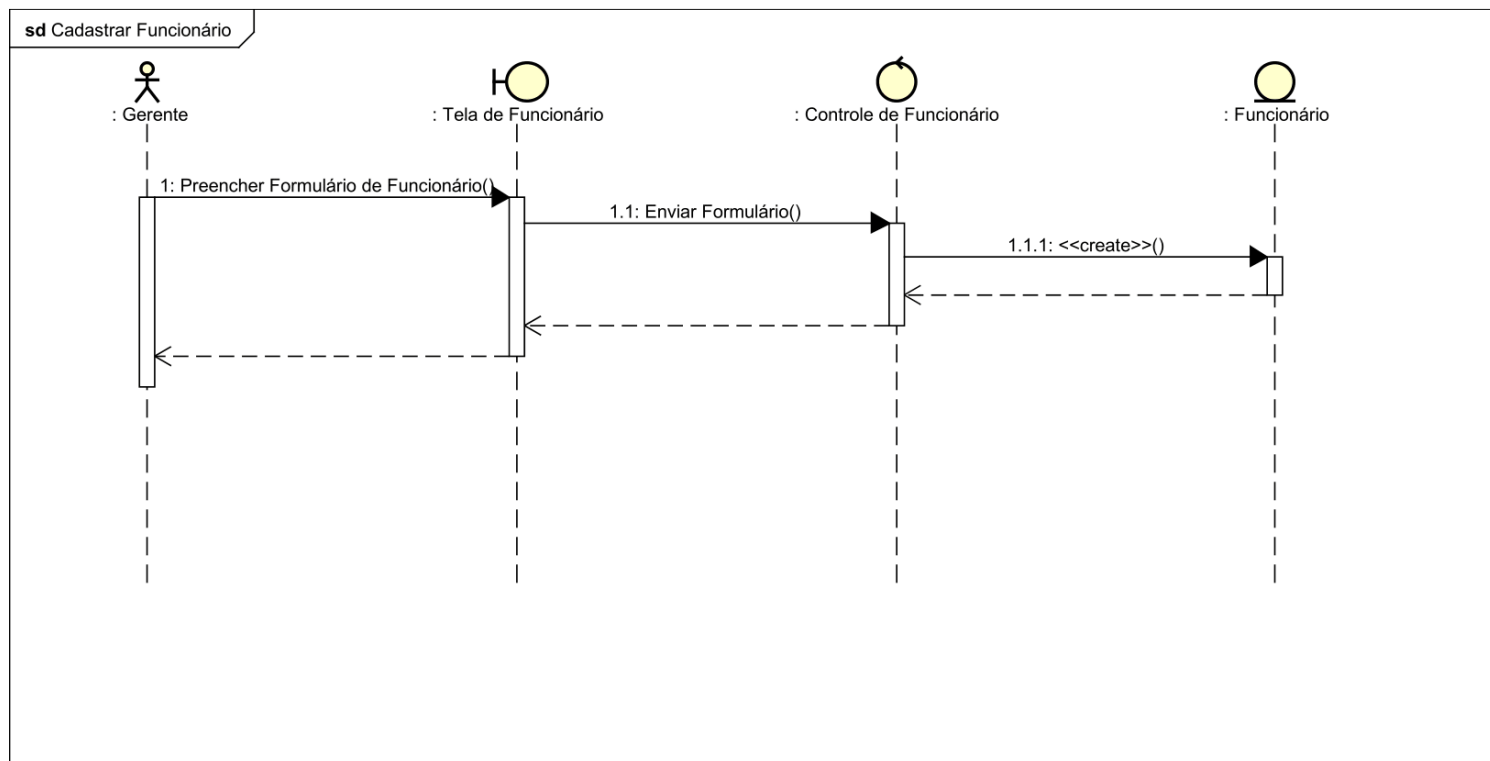 sd Cadastrar Funcionário
: Gerente
: Tela de Funcionário
: Controle de Funcionário
: Funcionário
1: Preencher Formulário de Funcionário()
1.1: Enviar Formulário()
1.1.1: <<create>>()